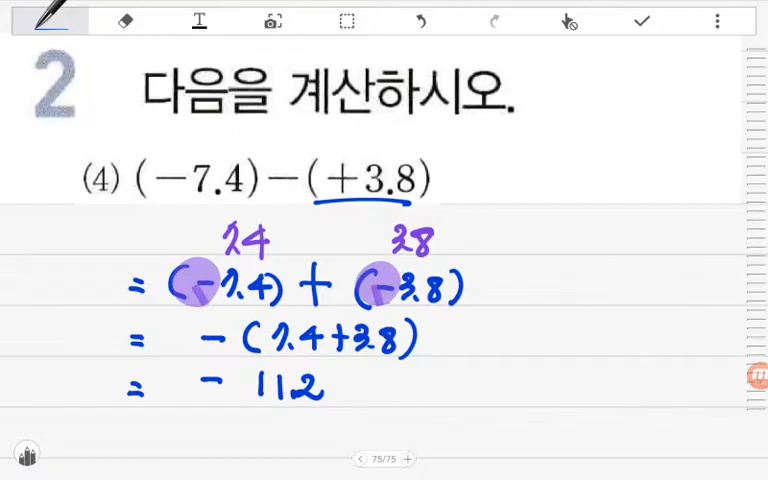 T
2 다음을 계산하시오.
(4) (−7.4)−(+3.8)
7.4 3.8
= (−7.4) + (−3.8)
= −(7.4+3.8)
= − 11.2
75/75